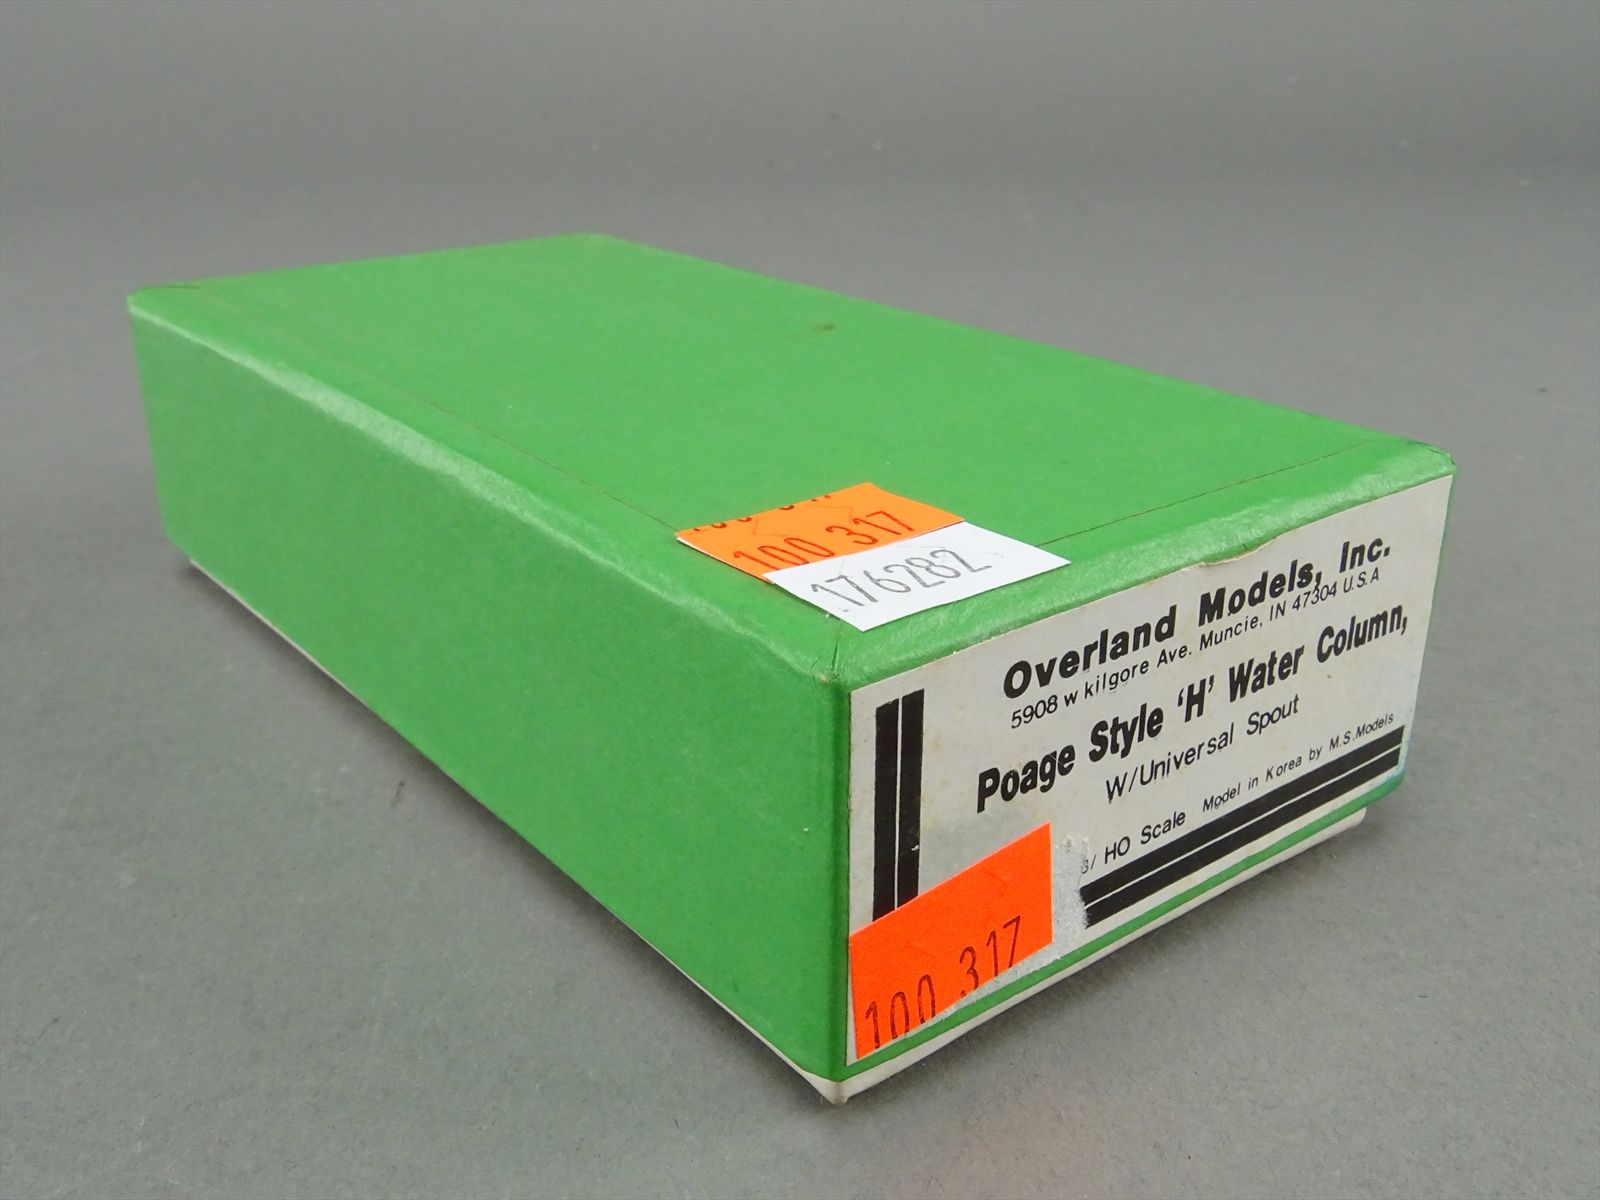 100 317
176282
Overland Models, Inc.
5908 w kilgore Ave. Muncie, IN 47304 U.S.A
Poage Style 'H' Water Column,
W/Universal Spout
HO Scale Model in Korea by M.S.Models
100 317